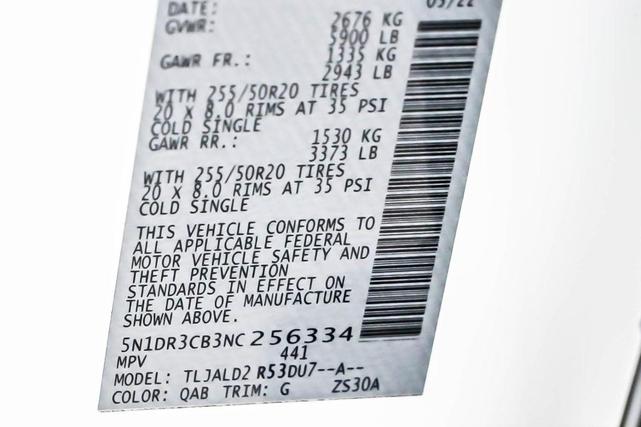 DATE: 05/22
GVWR: 2676 KG
5900 LB
GAWR FR.: 1335 KG
2943 LB
WITH 255/50R20 TIRES
20 X 8.0 RIMS AT 35 PSI
COLD SINGLE
GAWR RR.: 1530 KG
3373 LB
WITH 255/50R20 TIRES
20 X 8.0 RIMS AT 35 PSI
COLD SINGLE
THIS VEHICLE CONFORMS TO
ALL APPLICABLE FEDERAL
MOTOR VEHICLE SAFETY AND
THEFT PREVENTION
STANDARDS IN EFFECT ON
THE DATE OF MANUFACTURE
SHOWN ABOVE.
5N1DR3CB3NC256334
MPV 441
MODEL: TLJALD2 R53DU7--A--
COLOR: QAB TRIM: G ZS30A